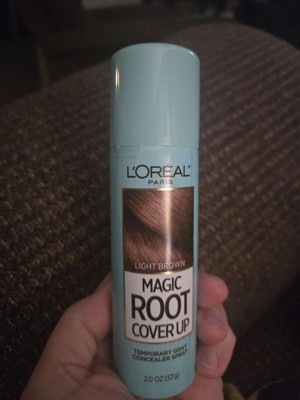 L'ORÉAL
PARIS
LIGHT BROWN
MAGIC
ROOT
COVER UP
TEMPORARY GRAY
CONCEALER SPRAY
2.0 OZ (57g)